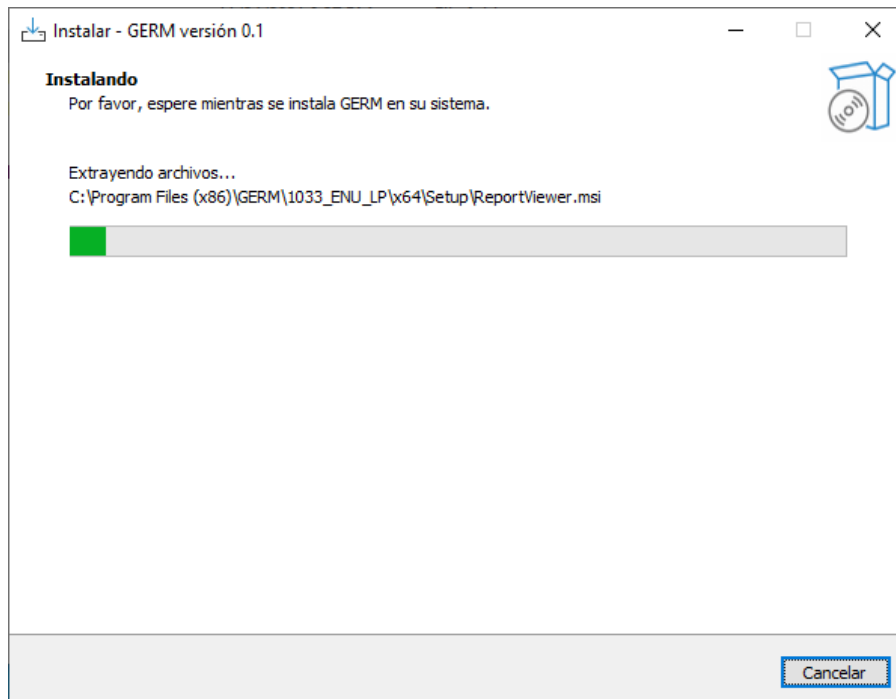 Instalar - GERM versión 0.1
Instalando
Por favor, espere mientras se instala GERM en su sistema.
Extrayendo archivos...
C:\Program Files (x86)\GERM\1033_ENU_LP\x64\Setup\ReportViewer.msi
Cancelar